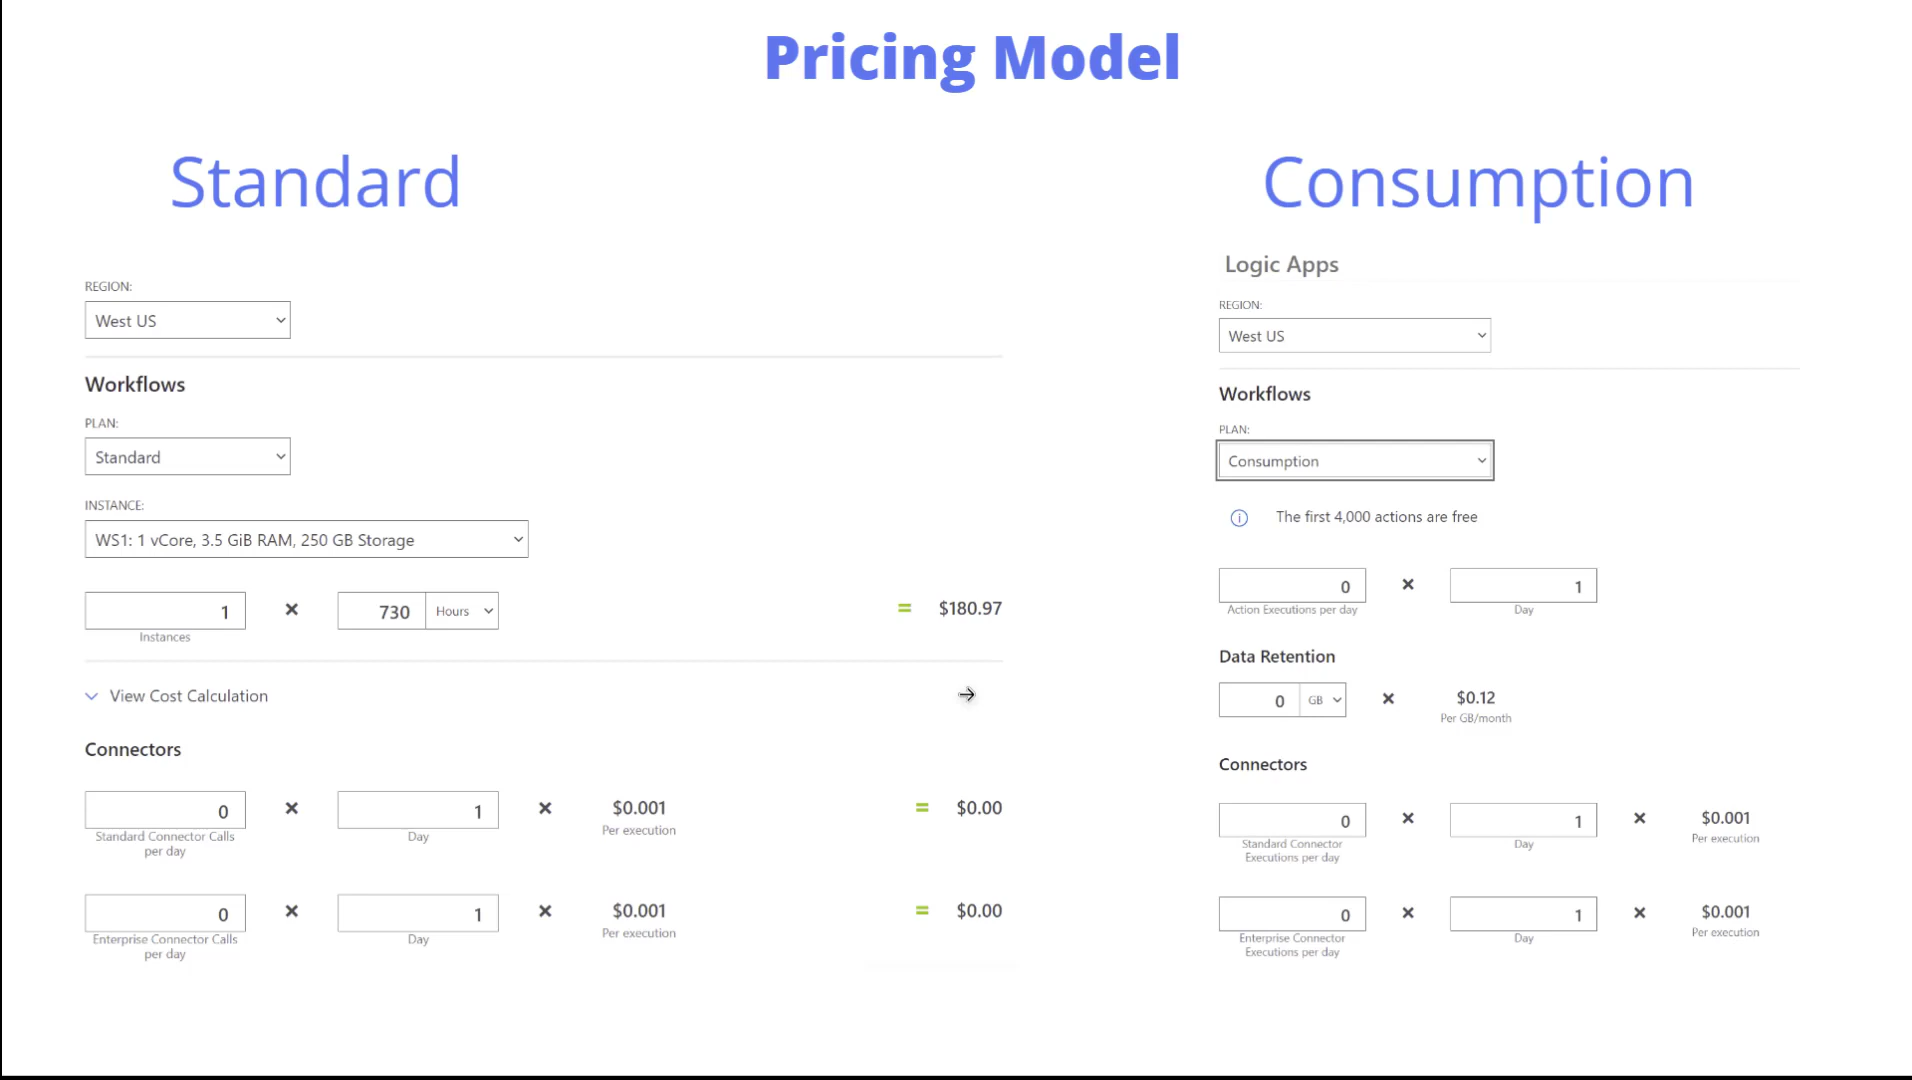 Pricing Model
Standard
REGION:
West US
Workflows
PLAN:
Standard
INSTANCE:
WS1: 1 vCore, 3.5 GiB RAM, 250 GB Storage
1 × 730 Hours = $180.97
Instances
View Cost Calculation
Connectors
0 × 1 × $0.001 = $0.00
Standard Connector Calls Day Per execution
per day
0 × 1 × $0.001 = $0.00
Enterprise Connector Calls Day Per execution
per day
Consumption
Logic Apps
REGION:
West US
Workflows
PLAN:
Consumption
The first 4,000 actions are free
0 × 1
Action Executions per day Day
Data Retention
0 GB × $0.12
Per GB/month
Connectors
0 × 1 × $0.001
Standard Connector Day Per execution
Executions per day
0 × 1 × $0.001
Enterprise Connector Day Per execution
Executions per day